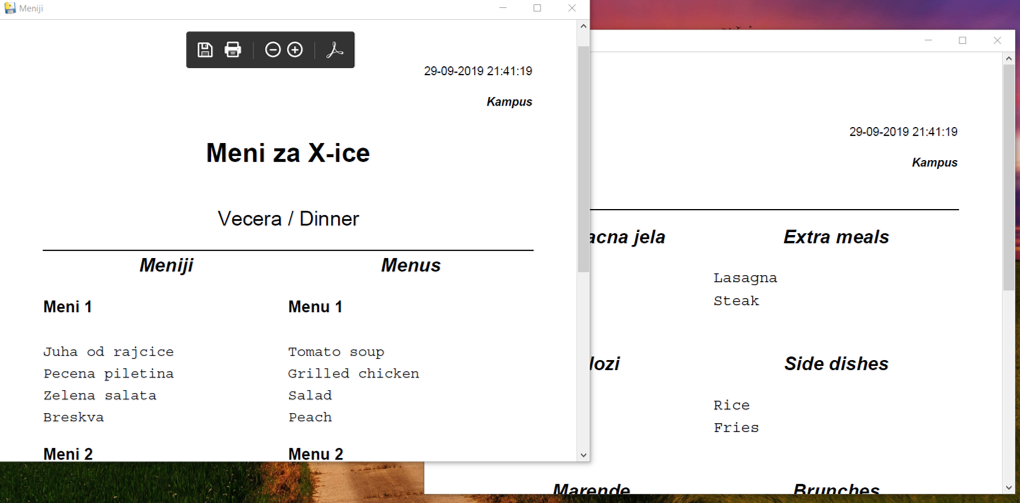 Meniji
29-09-2019 21:41:19
Kampus
Meni za X-ice
Vecera / Dinner
Meniji Menus
Meni 1 Menu 1
Juha od rajcice Tomato soup
Pecena piletina Grilled chicken
Zelena salata Salad
Breskva Peach
Meni 2 Menu 2
29-09-2019 21:41:19
Kampus
acna jela Extra meals
Lasagna
Steak
lozi Side dishes
Rice
Fries
Marende Brunches